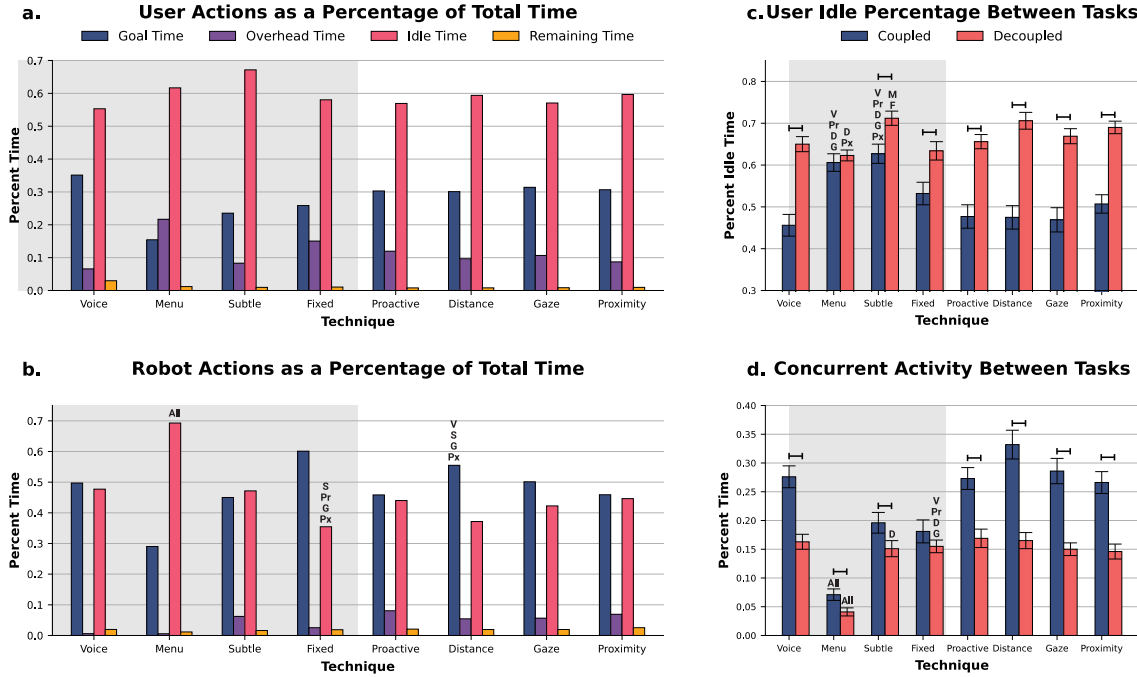 a. User Actions as a Percentage of Total Time
Goal Time Overhead Time Idle Time Remaining Time
Percent Time
0.7
0.6
0.5
0.4
0.3
0.2
0.1
0.0
Voice Menu Subtle Fixed Proactive Distance Gaze Proximity
Technique
c. User Idle Percentage Between Tasks
Coupled Decoupled
Percent Idle Time
0.8
0.7
0.6
0.5
0.4
0.3
V
Pr
D
G
D
Px
V
Pr
D
G
Px
M
F
Voice Menu Subtle Fixed Proactive Distance Gaze Proximity
Technique
b. Robot Actions as a Percentage of Total Time
Percent Time
0.7
0.6
0.5
0.4
0.3
0.2
0.1
0.0
All
S
Pr
G
Px
V
S
G
Px
Voice Menu Subtle Fixed Proactive Distance Gaze Proximity
Technique
d. Concurrent Activity Between Tasks
Percent Time
0.40
0.35
0.30
0.25
0.20
0.15
0.10
0.05
0.00
All
All
D
V
Pr
D
G
Voice Menu Subtle Fixed Proactive Distance Gaze Proximity
Technique